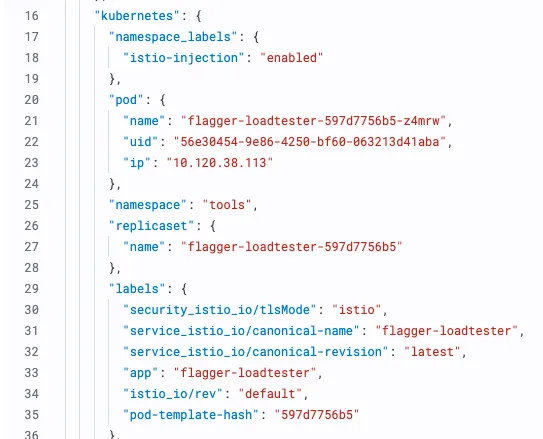 16 "kubernetes": {
17 "namespace_labels": {
18 "istio-injection": "enabled"
19 },
20 "pod": {
21 "name": "flagger-loadtester-597d7756b5-z4mrw",
22 "uid": "56e30454-9e86-4250-bf60-063213d41aba",
23 "ip": "10.120.38.113"
24 },
25 "namespace": "tools",
26 "replicaset": {
27 "name": "flagger-loadtester-597d7756b5"
28 },
29 "labels": {
30 "security_istio_io/tlsMode": "istio",
31 "service_istio_io/canonical-name": "flagger-loadtester",
32 "service_istio_io/canonical-revision": "latest",
33 "app": "flagger-loadtester",
34 "istio_io/rev": "default",
35 "pod-template-hash": "597d7756b5"
36 },